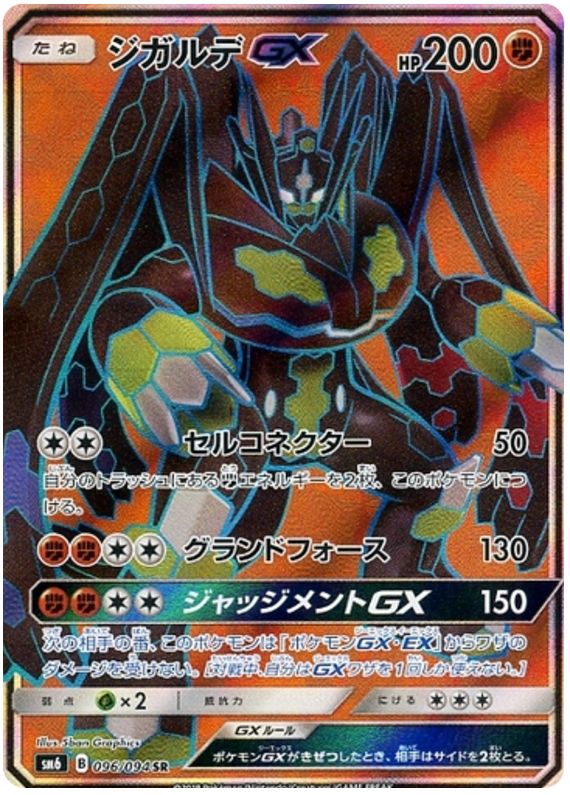 たね ジガルデGX HP200
セルコネクター 50
自分のトラッシュにあるエネルギーを2枚、このポケモンにつ
ける。
グランドフォース 130
ジャッジメントGX 150
次の相手の番、このポケモンは「ポケモンGX・EX」からワザの
ダメージを受けない。[対戦中、自分はGXワザを1回しか使えない。]
弱点 ×2 抵抗力 にげる
GXルール
ポケモンGXがきぜつしたとき、相手はサイドを2枚とる。
Illus. 5ban Graphics
SM6 B 096/094 SR
©2018 Pokémon/Nintendo/Creatures/GAME FREAK